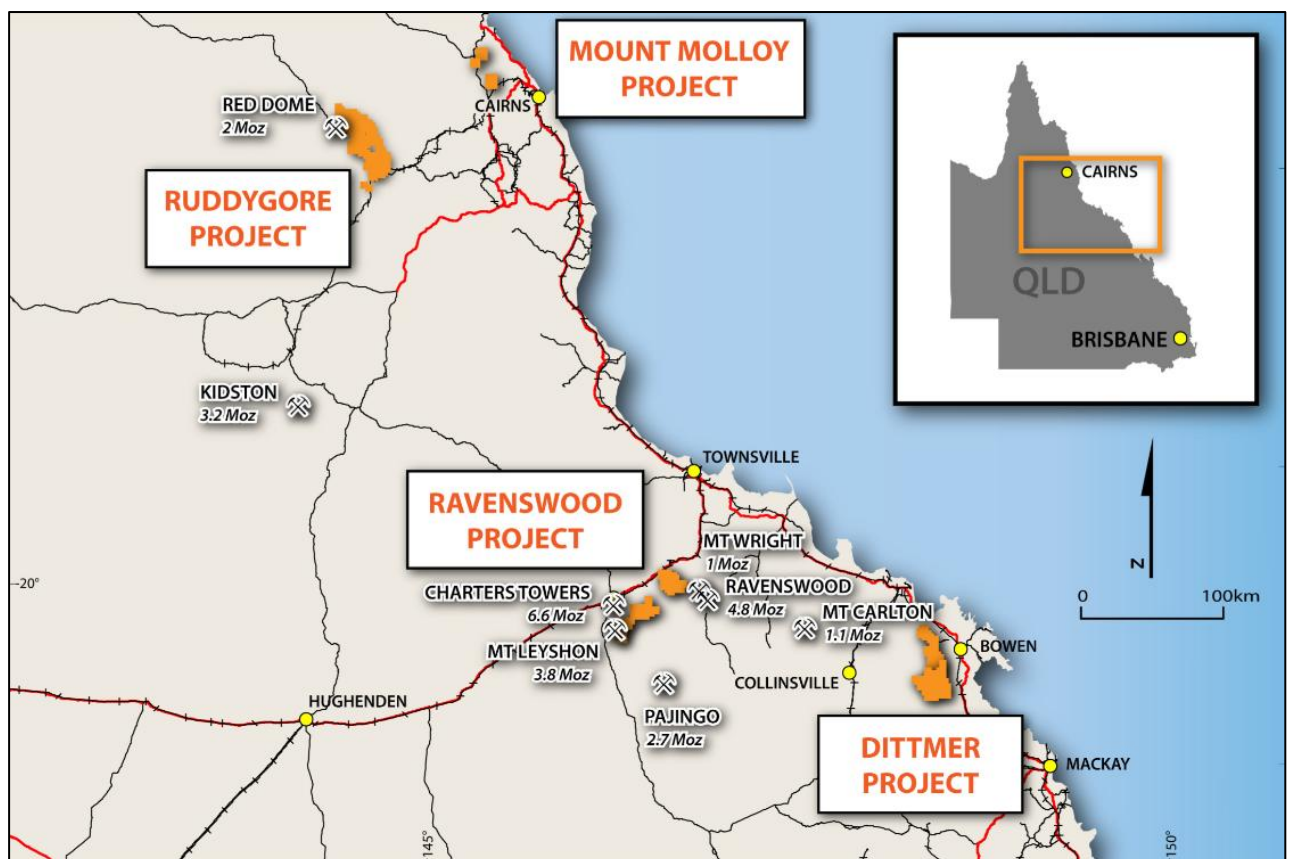 MOUNT MOLLOY
PROJECT
CAIRNS
RED DOME
2 Moz
RUDDYGORE
PROJECT
CAIRNS
QLD
BRISBANE
KIDSTON
3.2 Moz
TOWNSVILLE
RAVENSWOOD
PROJECT
MT WRIGHT
1 Moz
N
-20°
CHARTERS TOWERS
6.6 Moz
RAVENSWOOD
4.8 Moz
MT CARLTON
1.1 Moz
0
100km
MT LEYSHON
3.8 Moz
BOWEN
COLLINSVILLE
PAJINGO
2.7 Moz
HUGHENDEN
DITTMER
PROJECT
MACKAY
145°
150°